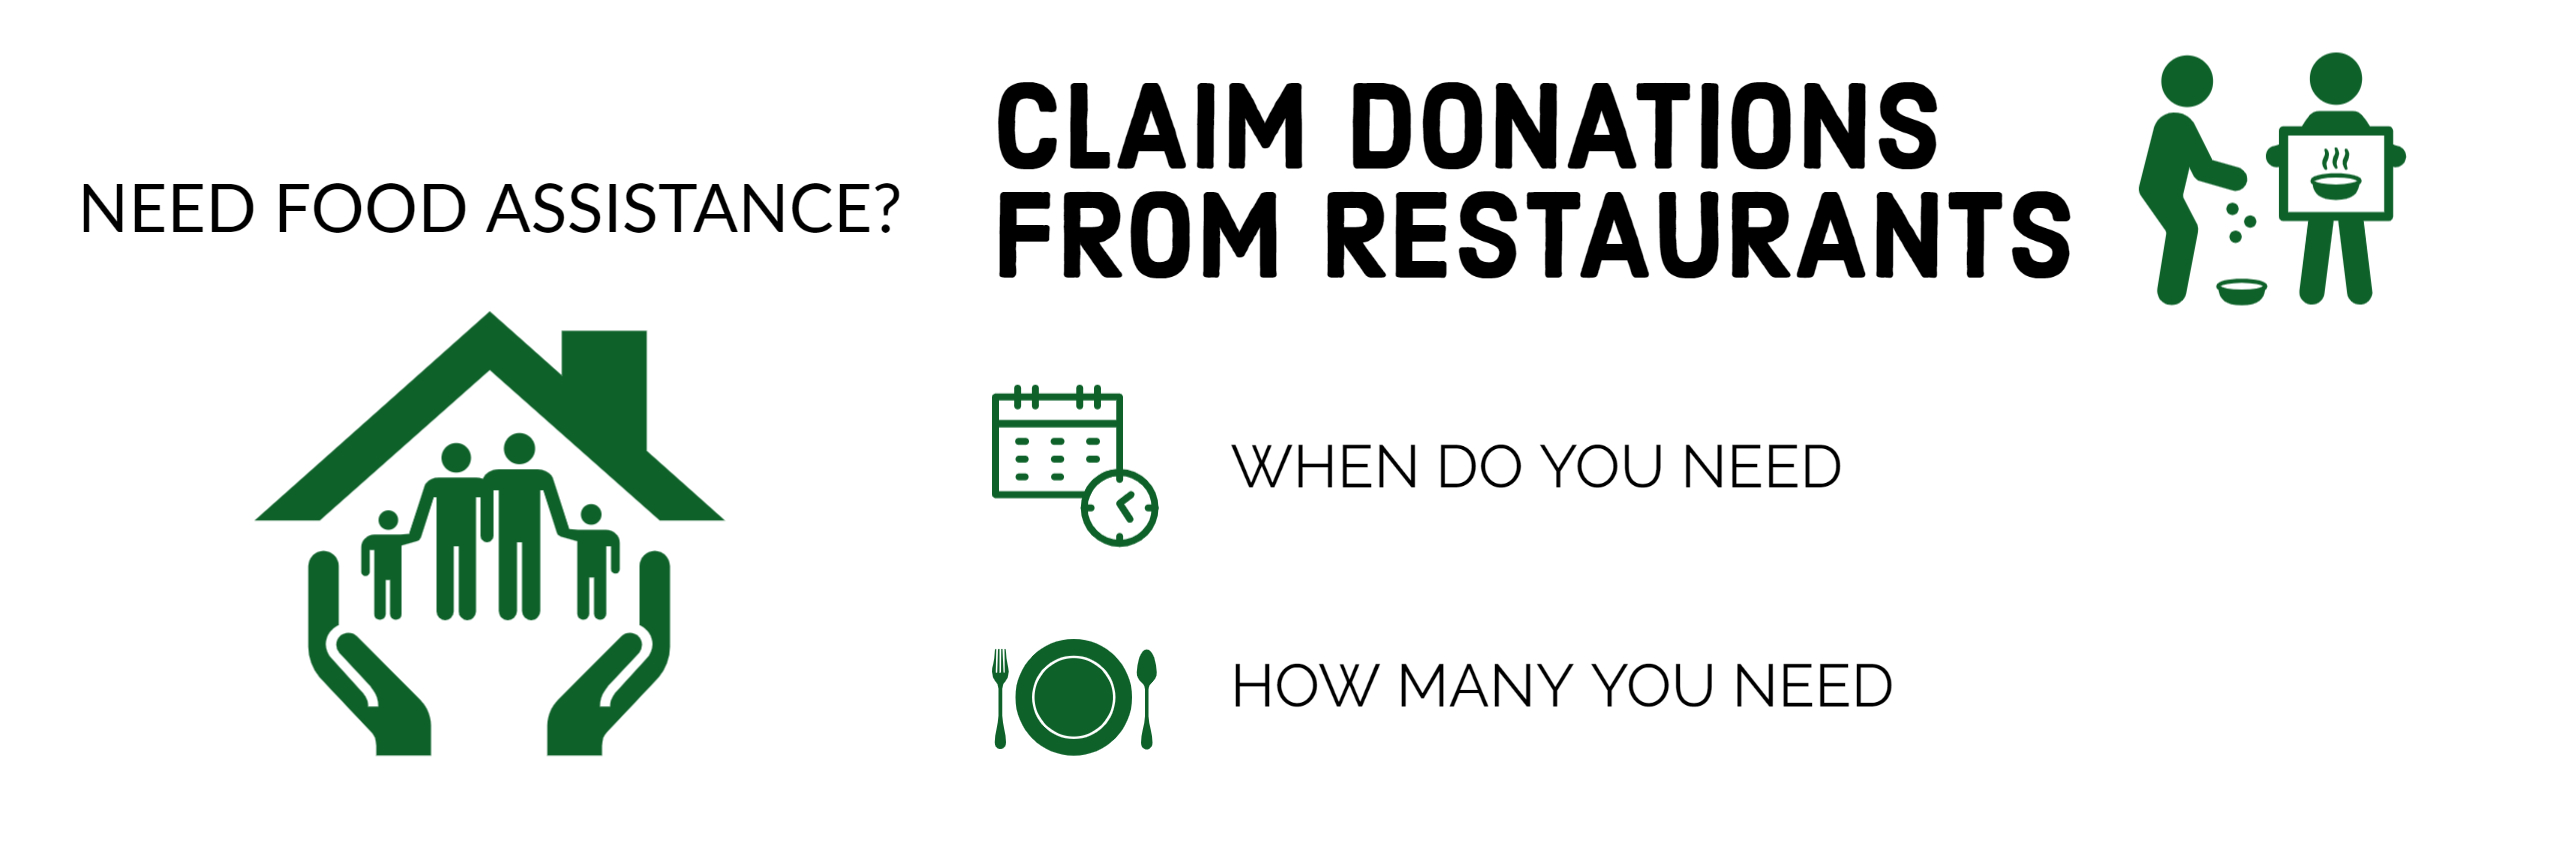 NEED FOOD ASSISTANCE?
CLAIM DONATIONS
FROM RESTAURANTS
WHEN DO YOU NEED
HOW MANY YOU NEED